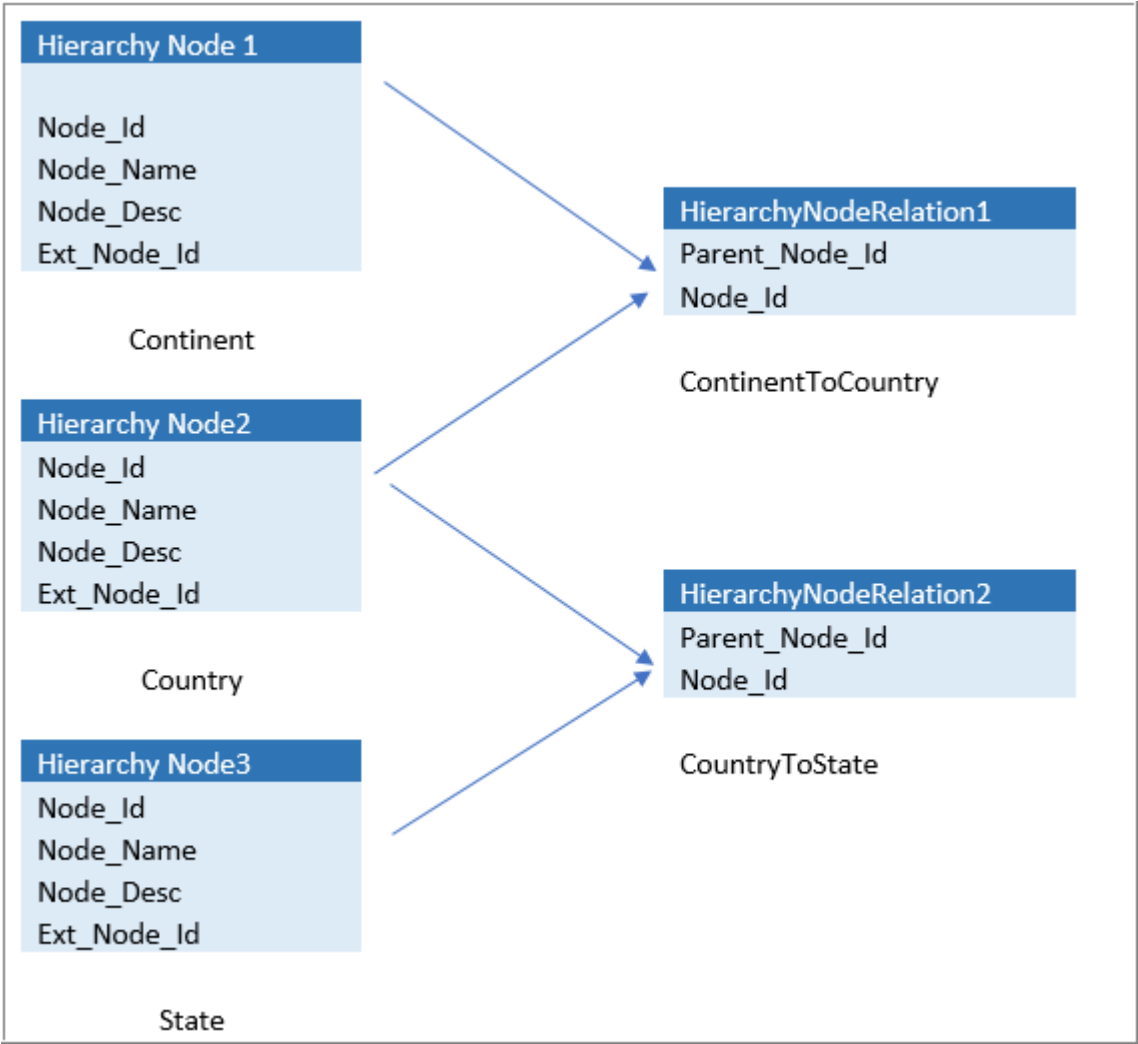 Hierarchy Node 1
Node_Id
Node_Name
Node_Desc
Ext_Node_Id
Continent
Hierarchy Node2
Node_Id
Node_Name
Node_Desc
Ext_Node_Id
Country
Hierarchy Node3
Node_Id
Node_Name
Node_Desc
Ext_Node_Id
State
HierarchyNodeRelation1
Parent_Node_Id
Node_Id
ContinentToCountry
HierarchyNodeRelation2
Parent_Node_Id
Node_Id
CountryToState